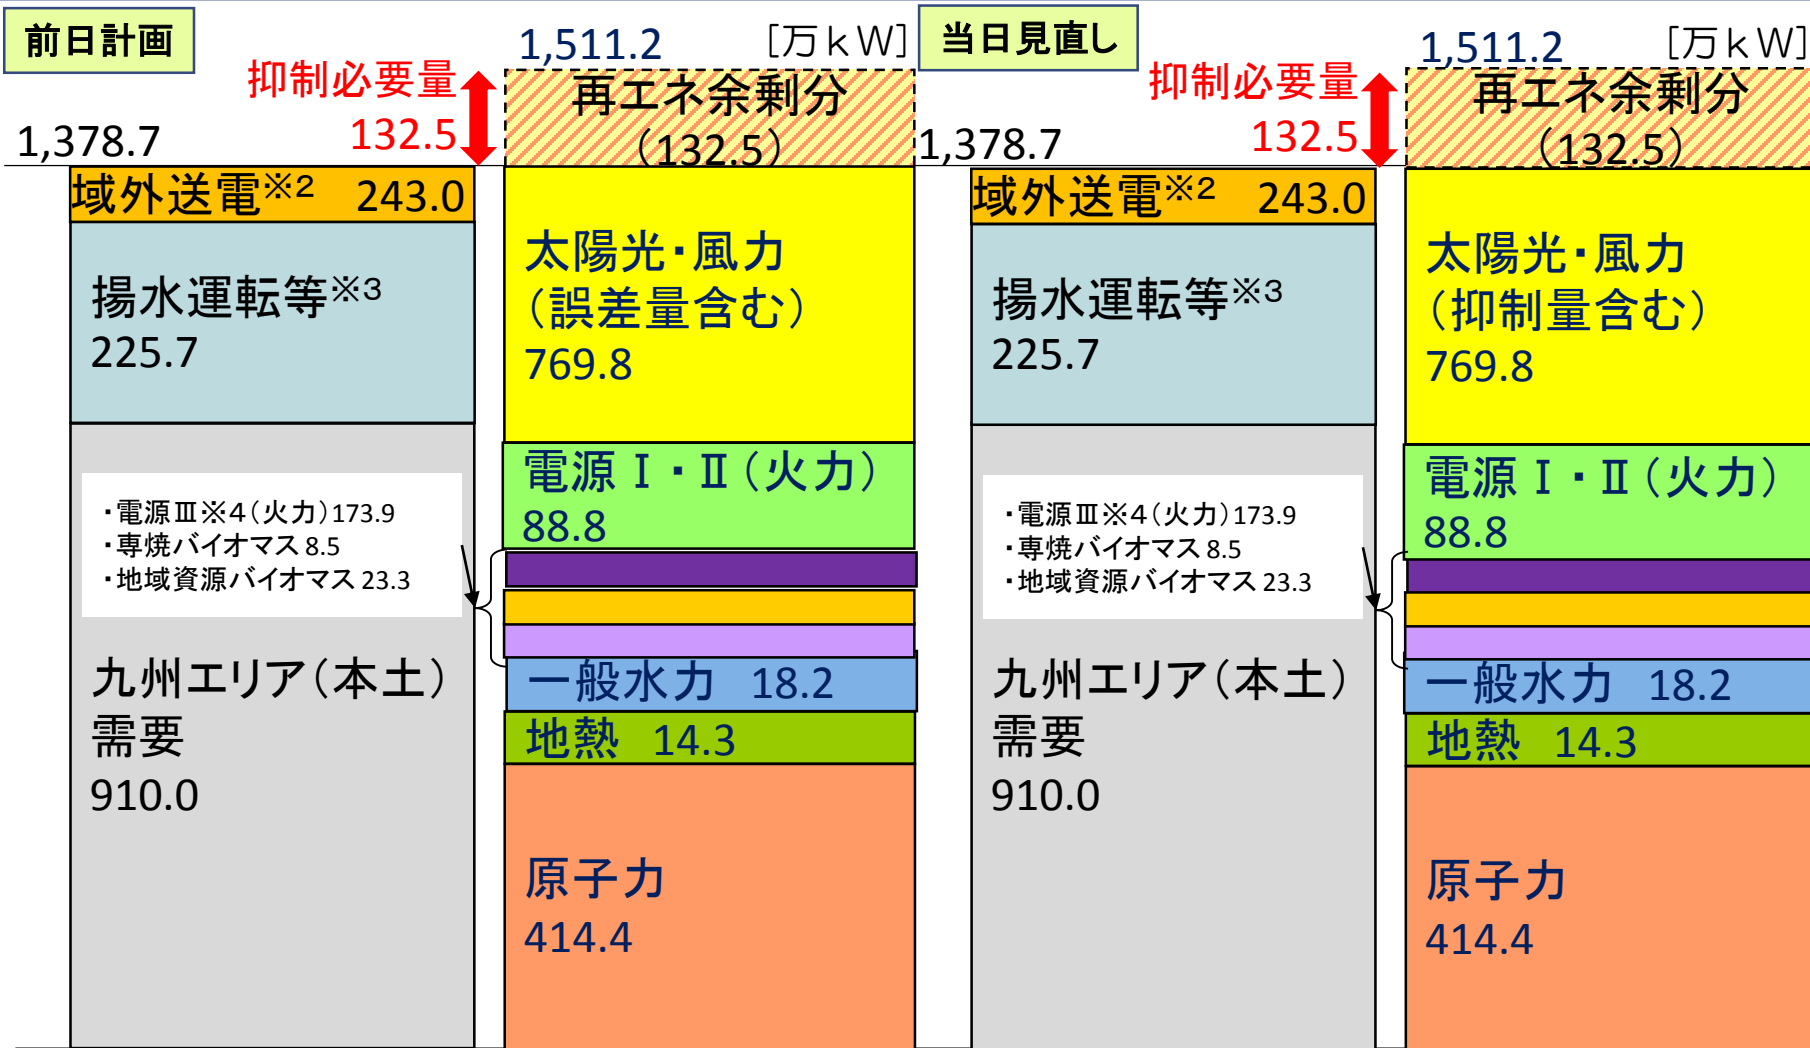 前日計画
1,511.2 [万kW]
抑制必要量
132.5
1,378.7
再エネ余剰分
(132.5)
域外送電※2 243.0
揚水運転等※3
225.7
・電源Ⅲ※4(火力)173.9
・専焼バイオマス 8.5
・地域資源バイオマス 23.3
九州エリア(本土)
需要
910.0
太陽光・風力
(誤差量含む)
769.8
電源Ⅰ・Ⅱ(火力)
88.8
一般水力 18.2
地熱 14.3
原子力
414.4
当日見直し
1,511.2 [万kW]
抑制必要量
132.5
1,378.7
再エネ余剰分
(132.5)
域外送電※2 243.0
揚水運転等※3
225.7
・電源Ⅲ※4(火力)173.9
・専焼バイオマス 8.5
・地域資源バイオマス 23.3
九州エリア(本土)
需要
910.0
太陽光・風力
(抑制量含む)
769.8
電源Ⅰ・Ⅱ(火力)
88.8
一般水力 18.2
地熱 14.3
原子力
414.4